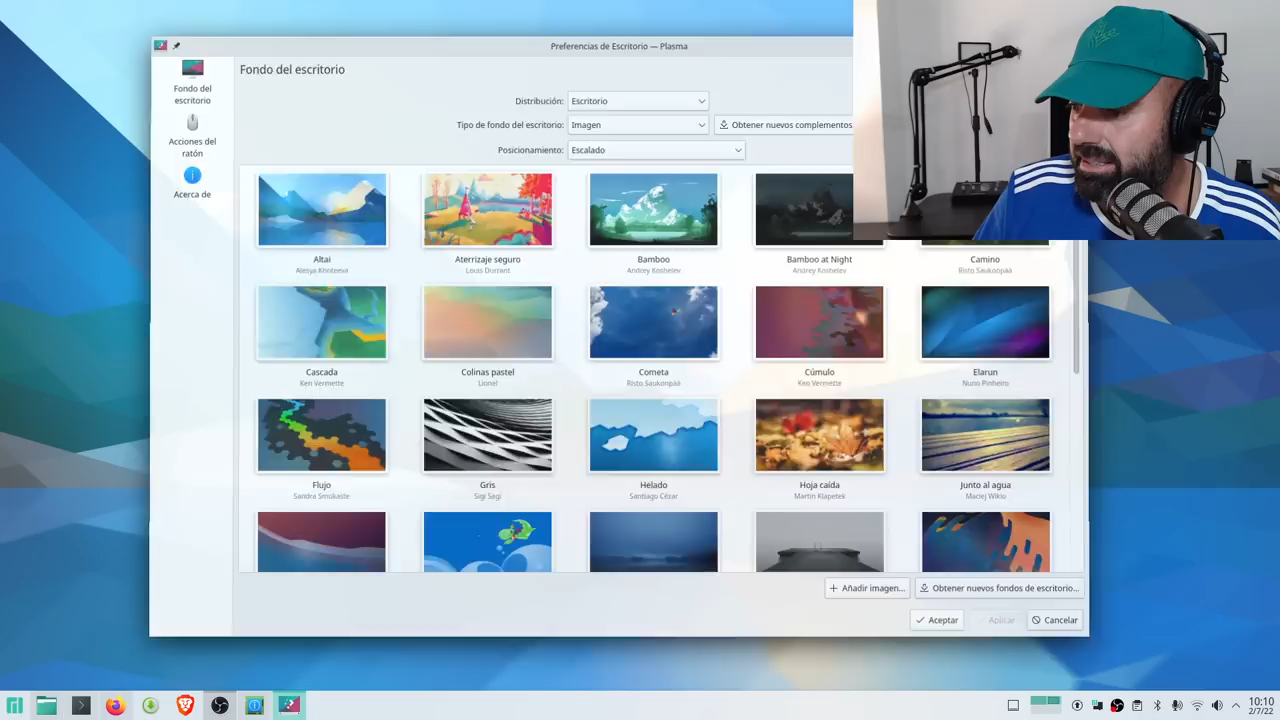 Preferencias de Escritorio — Plasma
Fondo del escritorio
Acciones del ratón
Acerca de
Fondo del escritorio
Distribución: Escritorio
Tipo de fondo del escritorio: Imagen Obtener nuevos complementos
Posicionamiento: Escalado
Altai
Aterrizaje seguro
Bamboo
Bamboo at Night
Camino
Louis Durrant
Andrey Koshelev
Andrey Koshelev
Risto Saukonpää
Cascada
Colinas pastel
Cometa
Cúmulo
Elarun
Ken Vermette
Lionel
Risto Saukonpää
Ken Vermette
Nuno Pinheiro
Flujo
Gris
Helado
Hoja caída
Junto al agua
Sandra Smukaste
Sigi Sagi
Santiago Cézar
Martin Klapetek
Añadir imagen...
Obtener nuevos fondos de escritorio...
Aceptar
Aplicar
Cancelar
10:10
2/7/22